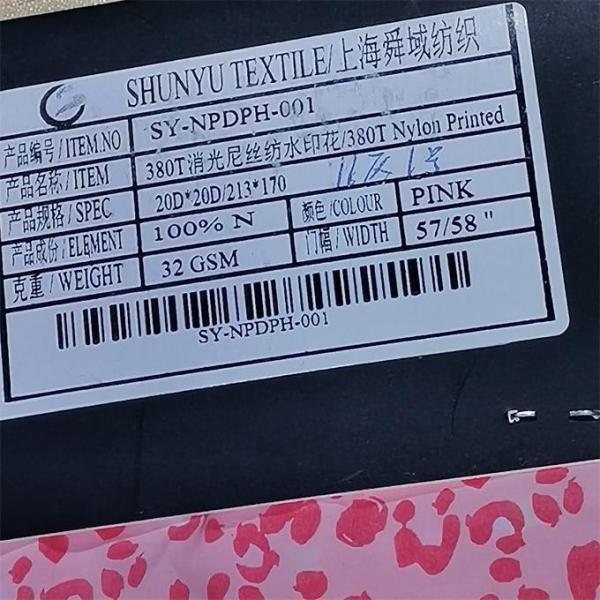 SHUNYU TEXTILE/上海舜域纺织
产品编号/ITEM.NO SY-NPDPH-001
产品名称/ITEM 380T消光尼丝纺水印花/380T Nylon Printed
产品规格/SPEC 20D*20D/213*170
产品成份/ELEMENT 100% N 颜色/COLOUR PINK
克重/WEIGHT 32 GSM 门幅/WIDTH 57/58"
SY-NPDPH-001